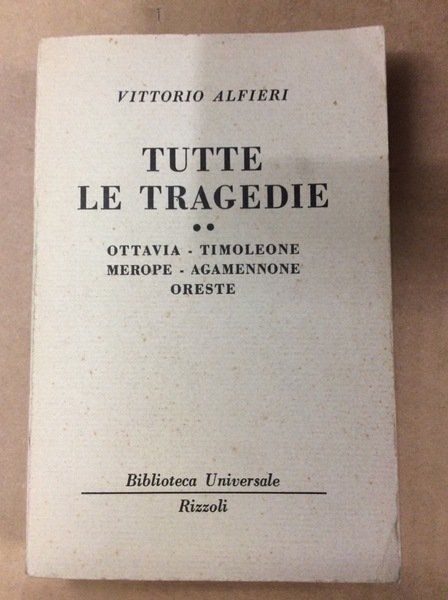 VITTORIO ALFIERI
TUTTE
LE TRAGEDIE
••
OTTAVIA - TIMOLEONE
MEROPE - AGAMENNONE
ORESTE
Biblioteca Universale
Rizzoli